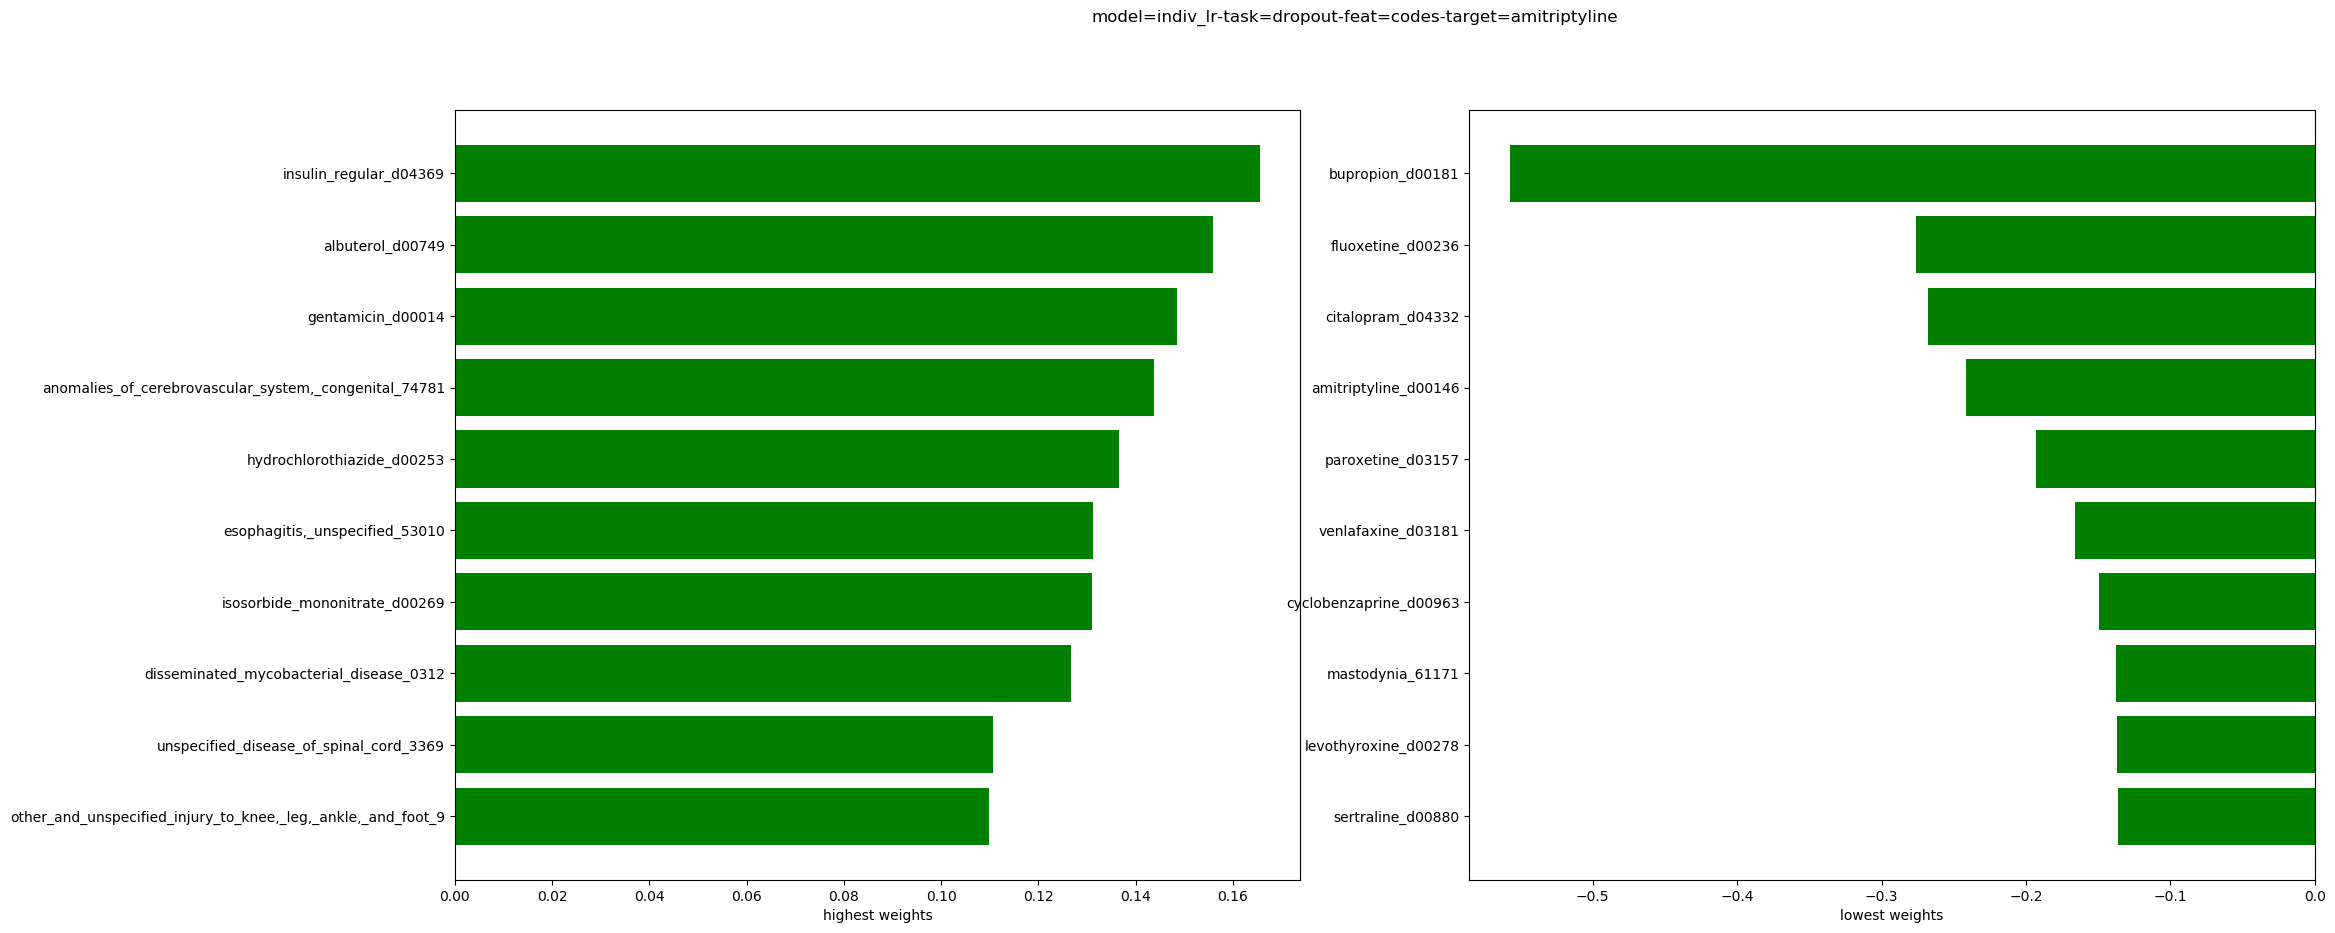 model=indiv_lr-task=dropout-feat=codes-target=amitriptyline
insulin_regular_d04369
albuterol_d00749
gentamicin_d00014
anomalies_of_cerebrovascular_system,_congenital_74781
hydrochlorothiazide_d00253
esophagitis,_unspecified_53010
isosorbide_mononitrate_d00269
disseminated_mycobacterial_disease_0312
unspecified_disease_of_spinal_cord_3369
other_and_unspecified_injury_to_knee,_leg,_ankle,_and_foot_9
0.00 0.02 0.04 0.06 0.08 0.10 0.12 0.14 0.16
highest weights
bupropion_d00181
fluoxetine_d00236
citalopram_d04332
amitriptyline_d00146
paroxetine_d03157
venlafaxine_d03181
cyclobenzaprine_d00963
mastodynia_61171
levothyroxine_d00278
sertraline_d00880
−0.5 −0.4 −0.3 −0.2 −0.1 0.0
lowest weights